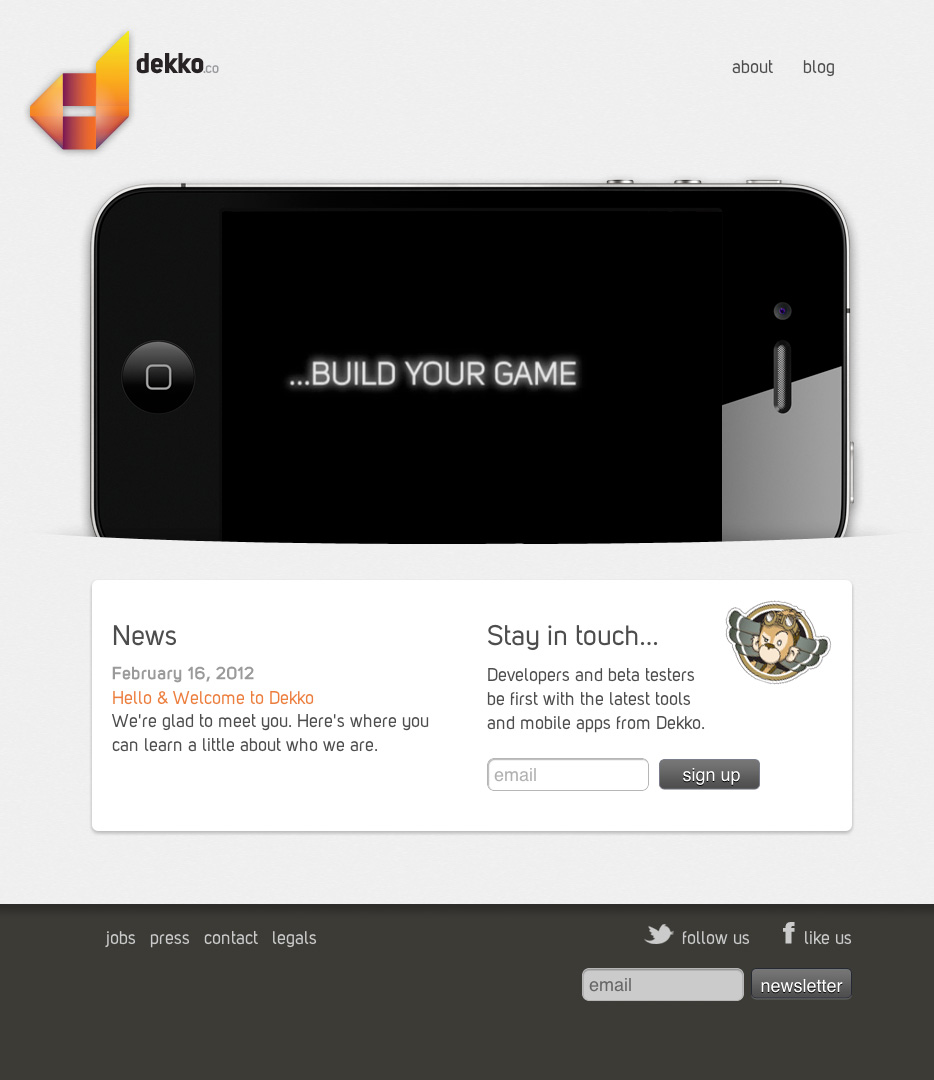 dekko.co
about blog
...BUILD YOUR GAME
News
February 16, 2012
Hello & Welcome to Dekko
We're glad to meet you. Here's where you
can learn a little about who we are.
Stay in touch...
Developers and beta testers
be first with the latest tools
and mobile apps from Dekko.
email sign up
jobs press contact legals
follow us like us
email newsletter